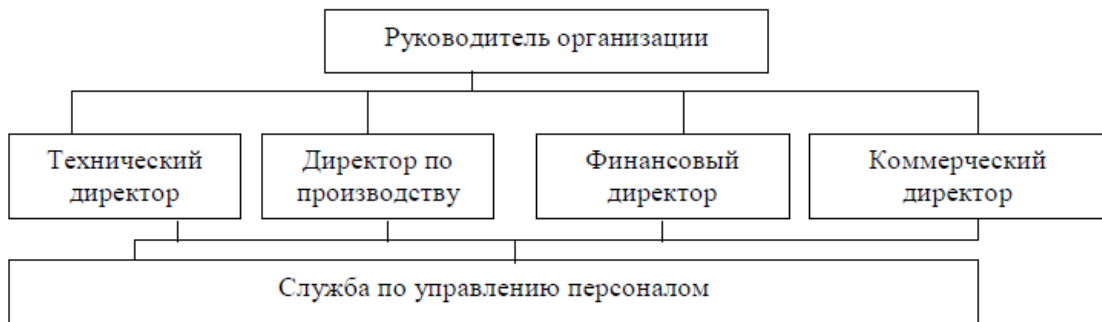 Руководитель организации
Технический
директор
Директор по
производству
Финансовый
директор
Коммерческий
директор
Служба по управлению персоналом